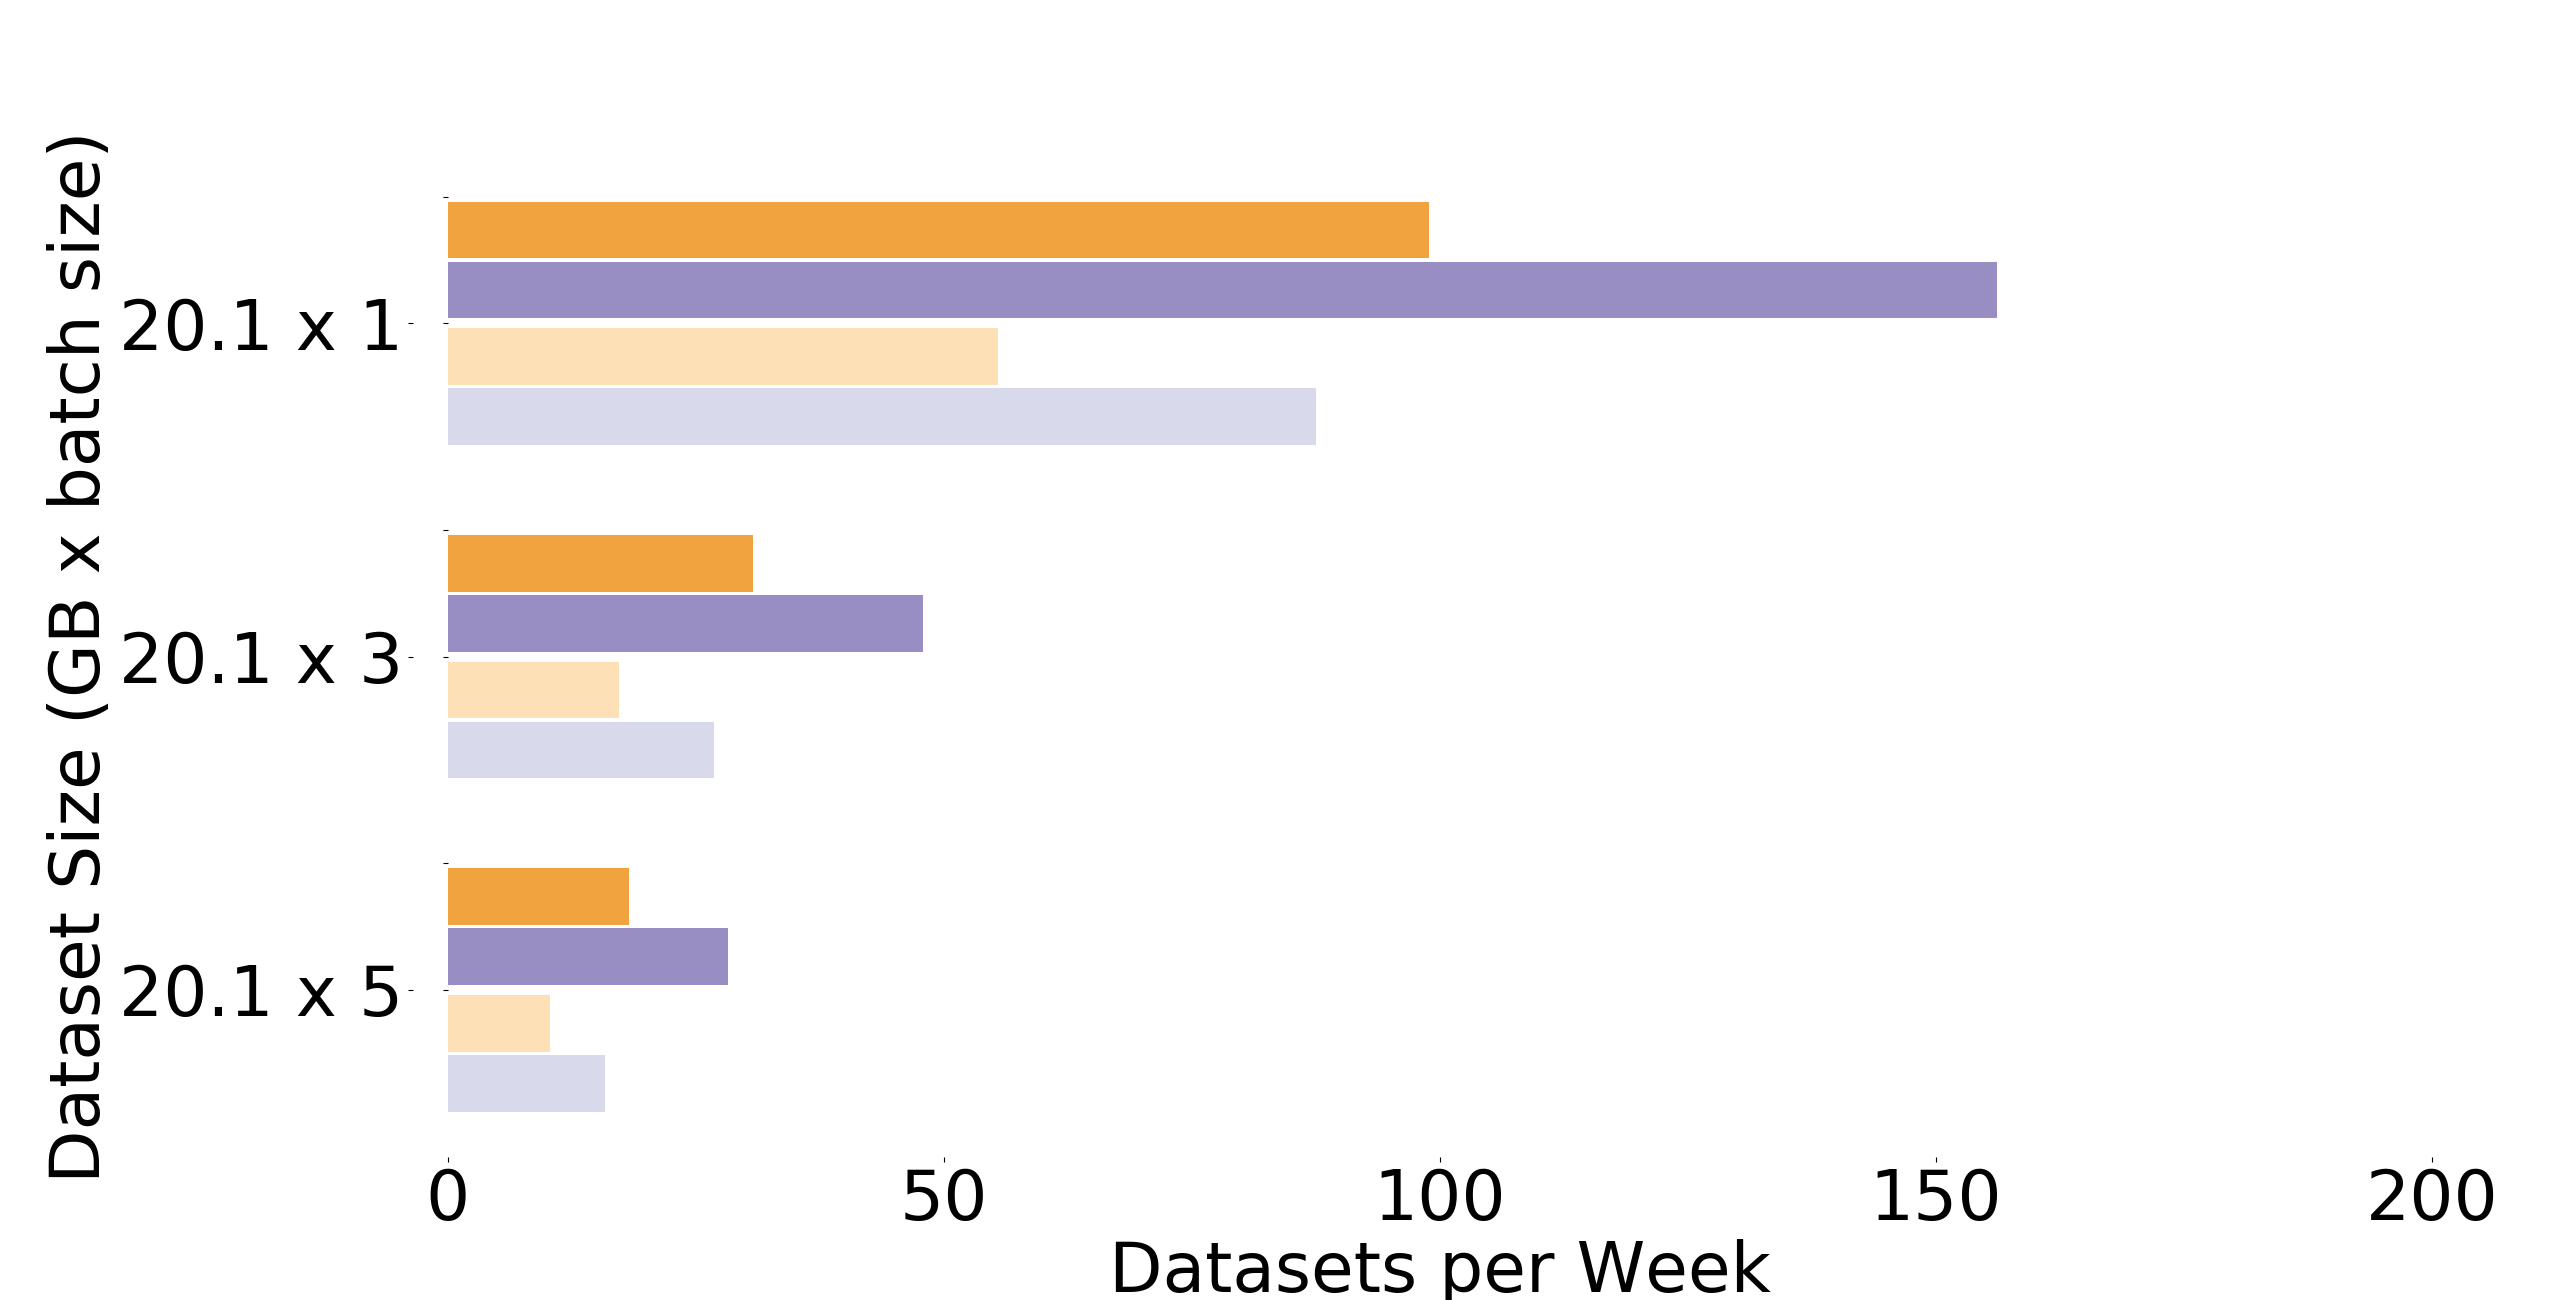 Dataset Size (GB x batch size)
20.1 x 1
20.1 x 3
20.1 x 5
0 50 100 150 200
Datasets per Week